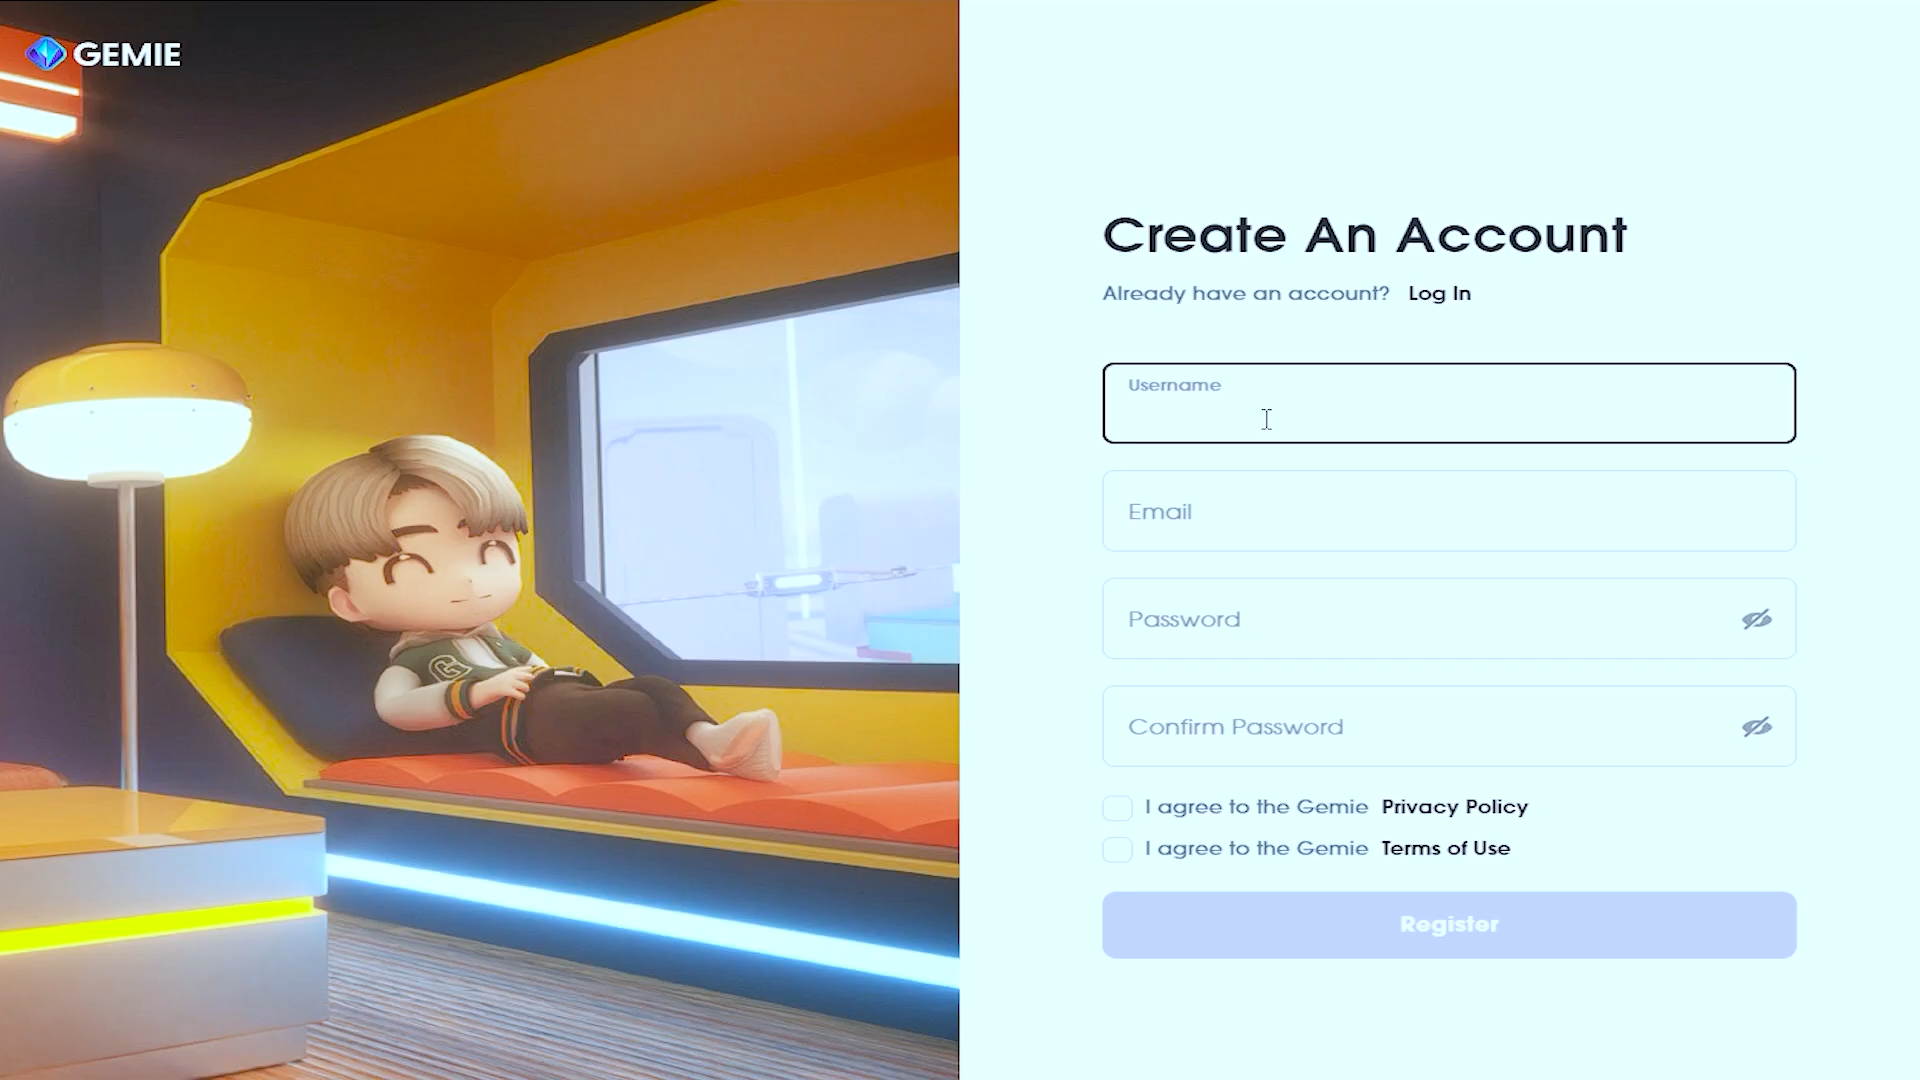 GEMIE
Create An Account
Already have an account? Log In
Username
Email
Password
Confirm Password
I agree to the Gemie Privacy Policy
I agree to the Gemie Terms of Use
Register
G